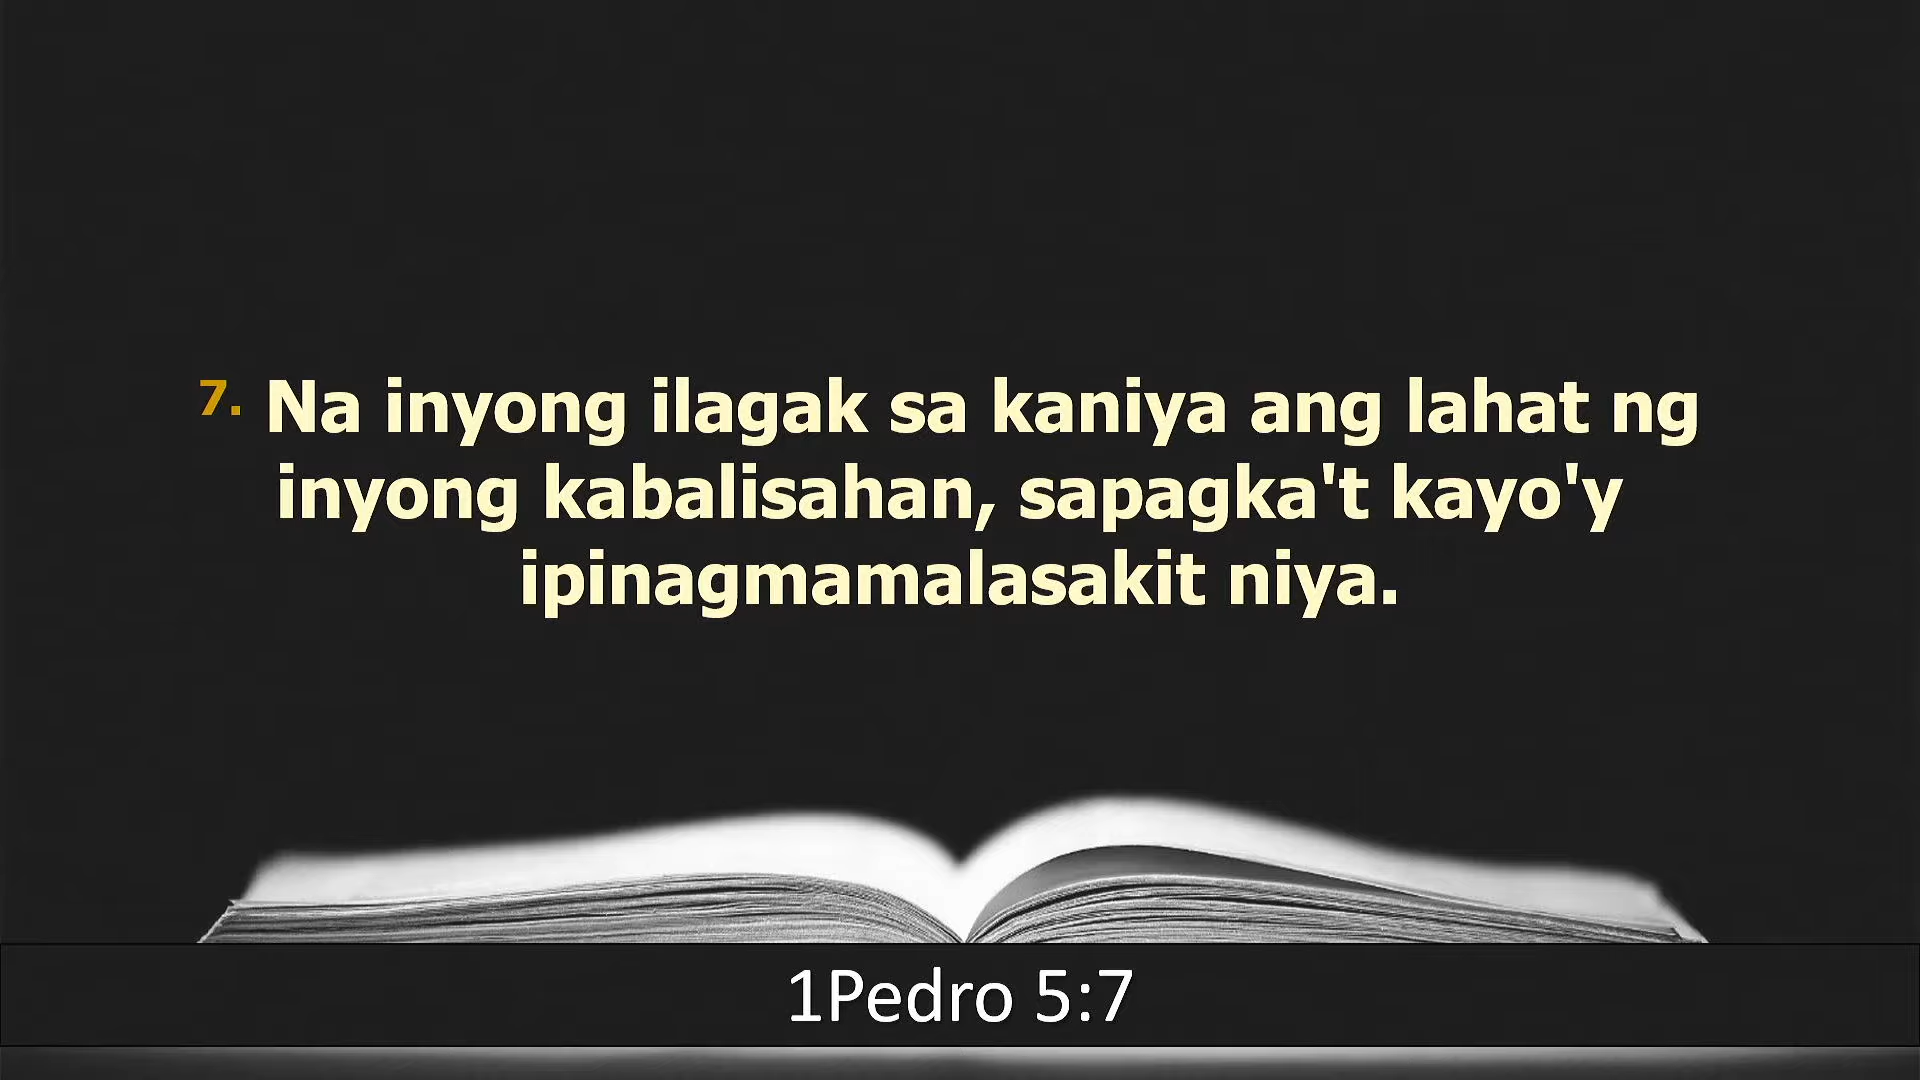 7. Na inyong ilagak sa kaniya ang lahat ng
inyong kabalisahan, sapagka't kayo'y
ipinagmamalasakit niya.
1Pedro 5:7